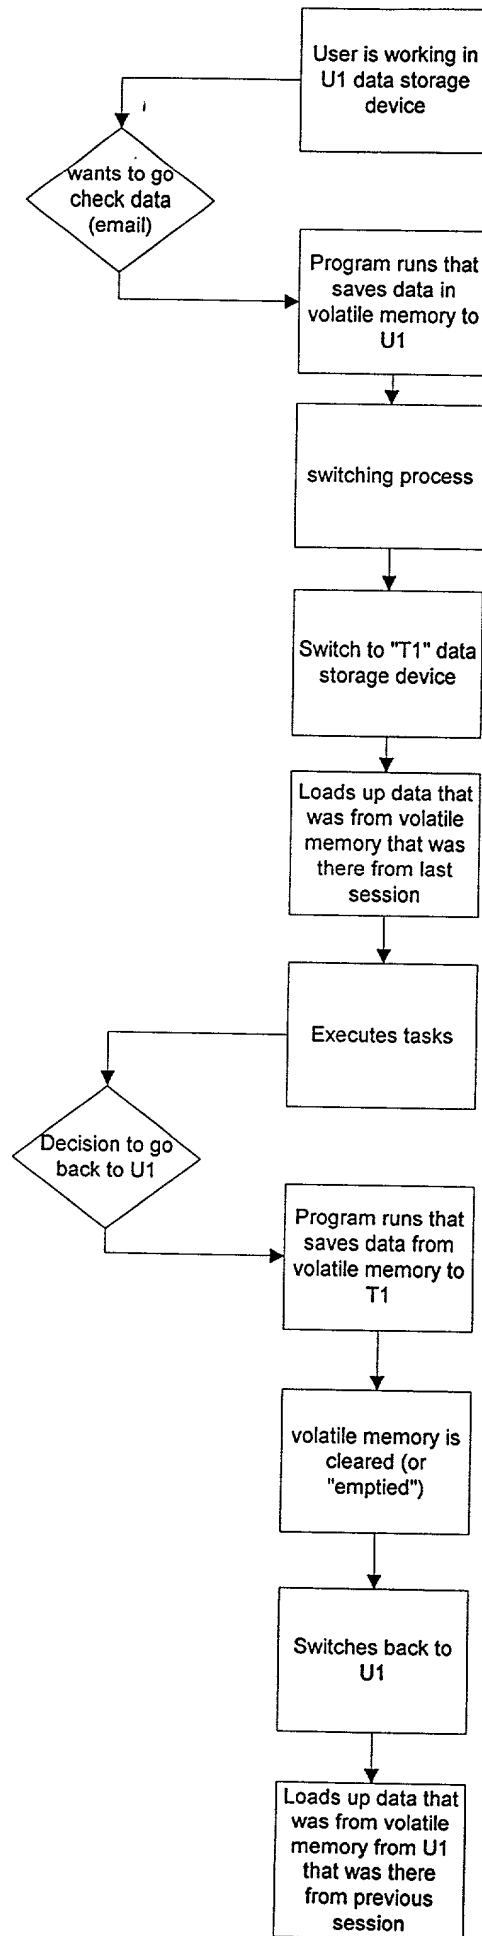 User is working in
U1 data storage
device
wants to go
check data
(email)
Program runs that
saves data in
volatile memory to
U1
switching process
Switch to "T1" data
storage device
Loads up data that
was from volatile
memory that was
there from last
session
Executes tasks
Decision to go
back to U1
Program runs that
saves data from
volatile memory to
T1
volatile memory is
cleared (or
"emptied")
Switches back to
U1
Loads up data that
was from volatile
memory from U1
that was there
from previous
session